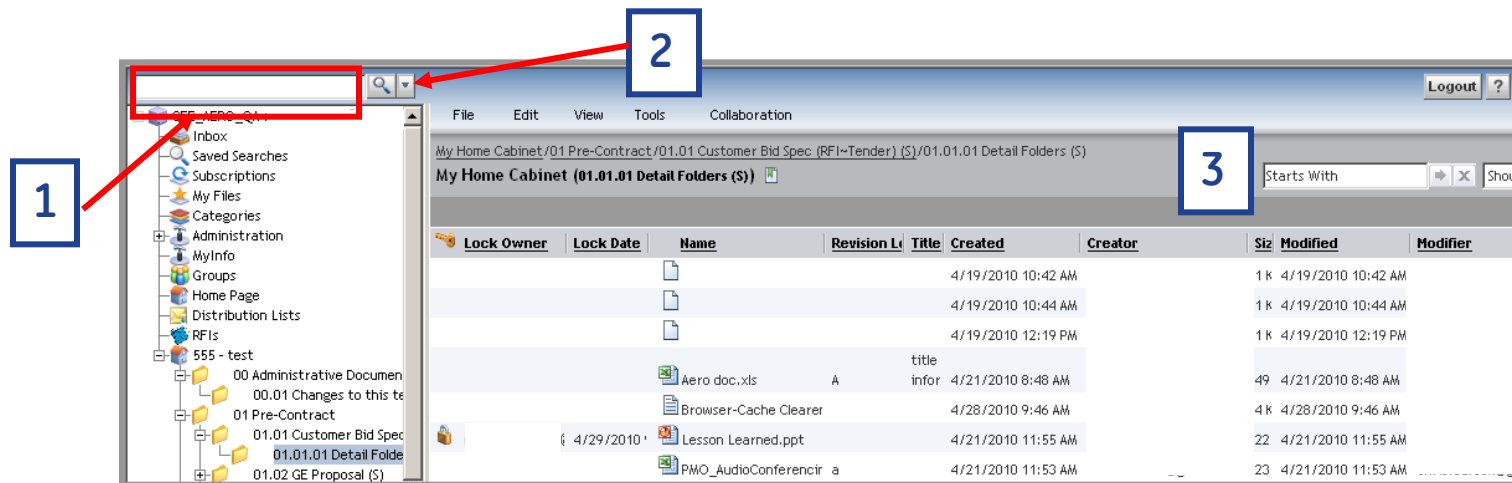 2
Logout ?
File Edit View Tools Collaboration
My Home Cabinet/01 Pre-Contract/01.01 Customer Bid Spec (RFI~Tender) (S)/01.01.01 Detail Folders (S)
My Home Cabinet (01.01.01 Detail Folders (S))
3
Starts With
1
Inbox
Saved Searches
Subscriptions
My Files
Categories
Administration
MyInfo
Groups
Home Page
Distribution Lists
RFIs
555 - test
00 Administrative Documen
00.01 Changes to this te
01 Pre-Contract
01.01 Customer Bid Spec
01.01.01 Detail Folde
01.02 GE Proposal (S)
Lock Owner Lock Date Name Revision Title Created Creator Siz Modified Modifier
4/19/2010 10:42 AM 1 K 4/19/2010 10:42 AM
4/19/2010 10:44 AM 1 K 4/19/2010 10:44 AM
4/19/2010 12:19 PM 1 K 4/19/2010 12:19 PM
title
Aero doc.xls A infor 4/21/2010 8:48 AM 49 4/21/2010 8:48 AM
Browser-Cache Clearer 4/28/2010 9:46 AM 4 K 4/28/2010 9:46 AM
4/29/2010 Lesson Learned.ppt 4/21/2010 11:55 AM 22 4/21/2010 11:55 AM
PMO_AudioConferencir a 4/21/2010 11:53 AM 23 4/21/2010 11:53 AM